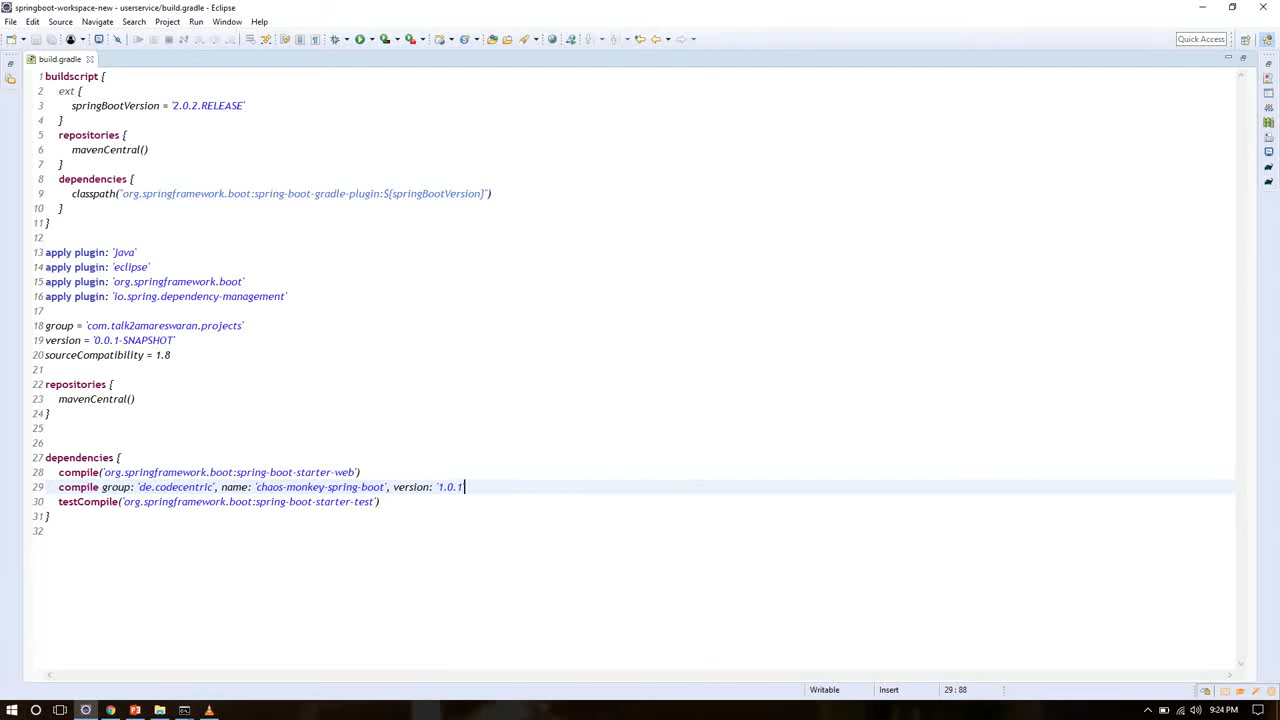 springboot-workspace-new - userservice/build.gradle - Eclipse
File Edit Source Navigate Search Project Run Window Help
Quick Access
build.gradle
1 buildscript {
2 ext {
3 springBootVersion = '2.0.2.RELEASE'
4 }
5 repositories {
6 mavenCentral()
7 }
8 dependencies {
9 classpath("org.springframework.boot:spring-boot-gradle-plugin:${springBootVersion}")
10 }
11 }
12
13 apply plugin: 'java'
14 apply plugin: 'eclipse'
15 apply plugin: 'org.springframework.boot'
16 apply plugin: 'io.spring.dependency-management'
17
18 group = 'com.talk2amareswaran.projects'
19 version = '0.0.1-SNAPSHOT'
20 sourceCompatibility = 1.8
21
22 repositories {
23 mavenCentral()
24 }
25
26
27 dependencies {
28 compile('org.springframework.boot:spring-boot-starter-web')
29 compile group: 'de.codecentric', name: 'chaos-monkey-spring-boot', version: '1.0.1
30 testCompile('org.springframework.boot:spring-boot-starter-test')
31 }
32
Writable Insert 29 : 88
9:24 PM